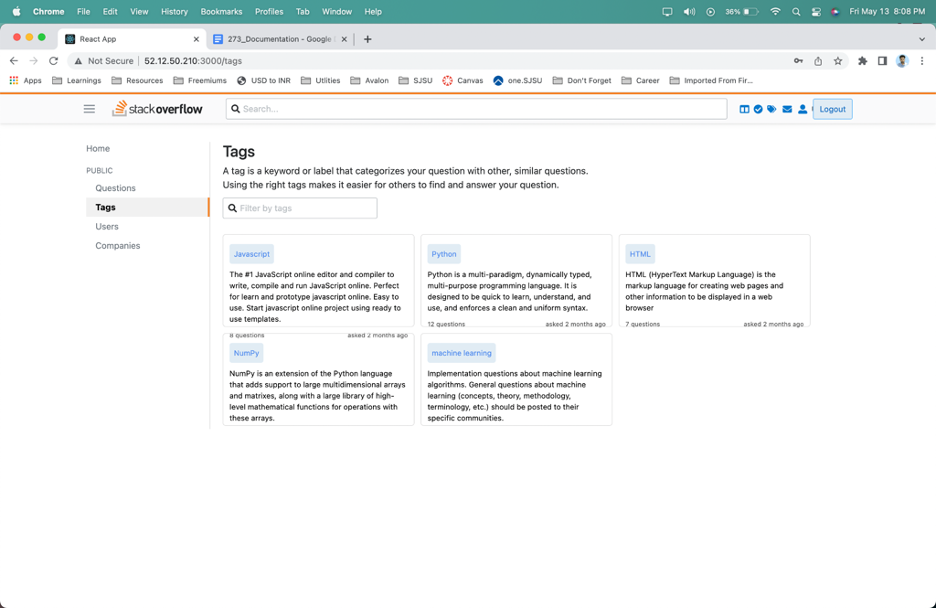 Chrome File Edit View History Bookmarks Profiles Tab Window Help 36% Fri May 13 8:08 PM
React App 273_Documentation - Google
Not Secure 52.12.50.210:3000/tags
Apps Learnings Resources Freemiums USD to INR Utlities Avalon SJSU Canvas one.SJSU Don't Forget Career Imported From Fir...
stackoverflow Search... Logout
Home
PUBLIC
Questions
Tags
Users
Companies
Tags
A tag is a keyword or label that categorizes your question with other, similar questions.
Using the right tags makes it easier for others to find and answer your question.
Filter by tags
Javascript
The #1 JavaScript online editor and compiler to
write, compile and run JavaScript online. Perfect
for learn and prototype javascript online. Easy to
use. Start javascript online project using ready to
use templates.
8 questions asked 2 months ago
Python
Python is a multi-paradigm, dynamically typed,
multi-purpose programming language. It is
designed to be quick to learn, understand, and
use, and enforces a clean and uniform syntax.
12 questions asked 2 months ago
HTML
HTML (HyperText Markup Language) is the
markup language for creating web pages and
other information to be displayed in a web
browser
7 questions asked 2 months ago
NumPy
NumPy is an extension of the Python language
that adds support to large multidimensional arrays
and matrixes, along with a large library of high-
level mathematical functions for operations with
these arrays.
machine learning
Implementation questions about machine learning
algorithms. General questions about machine
learning (concepts, theory, methodology,
terminology, etc.) should be posted to their
specific communities.